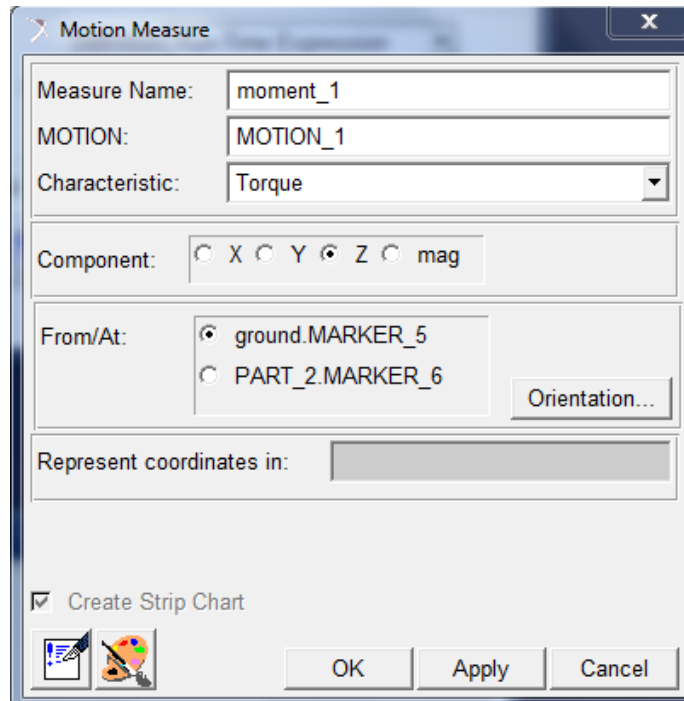 Motion Measure
x
Measure Name: moment_1
MOTION: MOTION_1
Characteristic: Torque
Component: X Y Z mag
From/At: ground.MARKER_5
PART_2.MARKER_6
Orientation...
Represent coordinates in:
Create Strip Chart
OK Apply Cancel